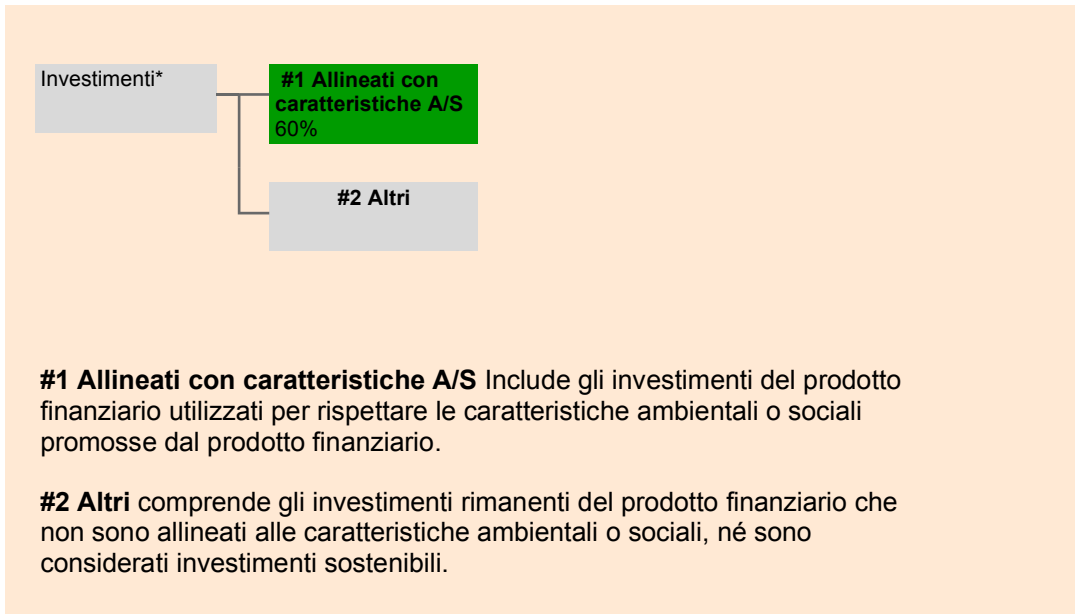 Investimenti*
#1 Allineati con
caratteristiche A/S
60%
#2 Altri
#1 Allineati con caratteristiche A/S Include gli investimenti del prodotto
finanziario utilizzati per rispettare le caratteristiche ambientali o sociali
promosse dal prodotto finanziario.
#2 Altri comprende gli investimenti rimanenti del prodotto finanziario che
non sono allineati alle caratteristiche ambientali o sociali, né sono
considerati investimenti sostenibili.